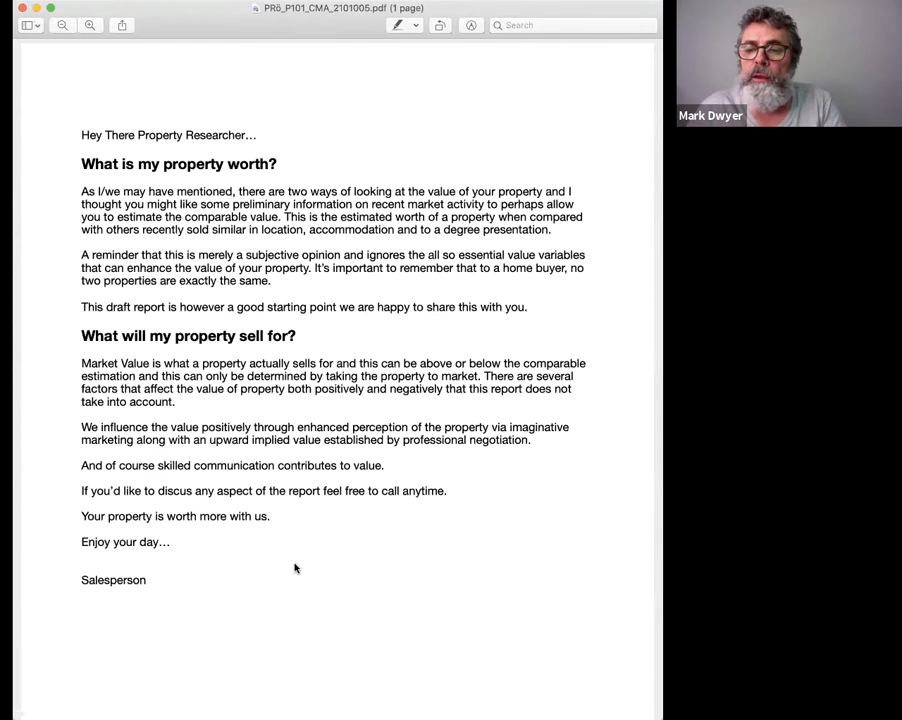 PRö_P101_CMA_2101005.pdf (1 page)
Search
Mark Dwyer
Hey There Property Researcher…
What is my property worth?
As I/we may have mentioned, there are two ways of looking at the value of your property and I
thought you might like some preliminary information on recent market activity to perhaps allow
you to estimate the comparable value. This is the estimated worth of a property when compared
with others recently sold similar in location, accommodation and to a degree presentation.
A reminder that this is merely a subjective opinion and ignores the all so essential value variables
that can enhance the value of your property. It’s important to remember that to a home buyer, no
two properties are exactly the same.
This draft report is however a good starting point we are happy to share this with you.
What will my property sell for?
Market Value is what a property actually sells for and this can be above or below the comparable
estimation and this can only be determined by taking the property to market. There are several
factors that affect the value of property both positively and negatively that this report does not
take into account.
We influence the value positively through enhanced perception of the property via imaginative
marketing along with an upward implied value established by professional negotiation.
And of course skilled communication contributes to value.
If you’d like to discus any aspect of the report feel free to call anytime.
Your property is worth more with us.
Enjoy your day…
Salesperson